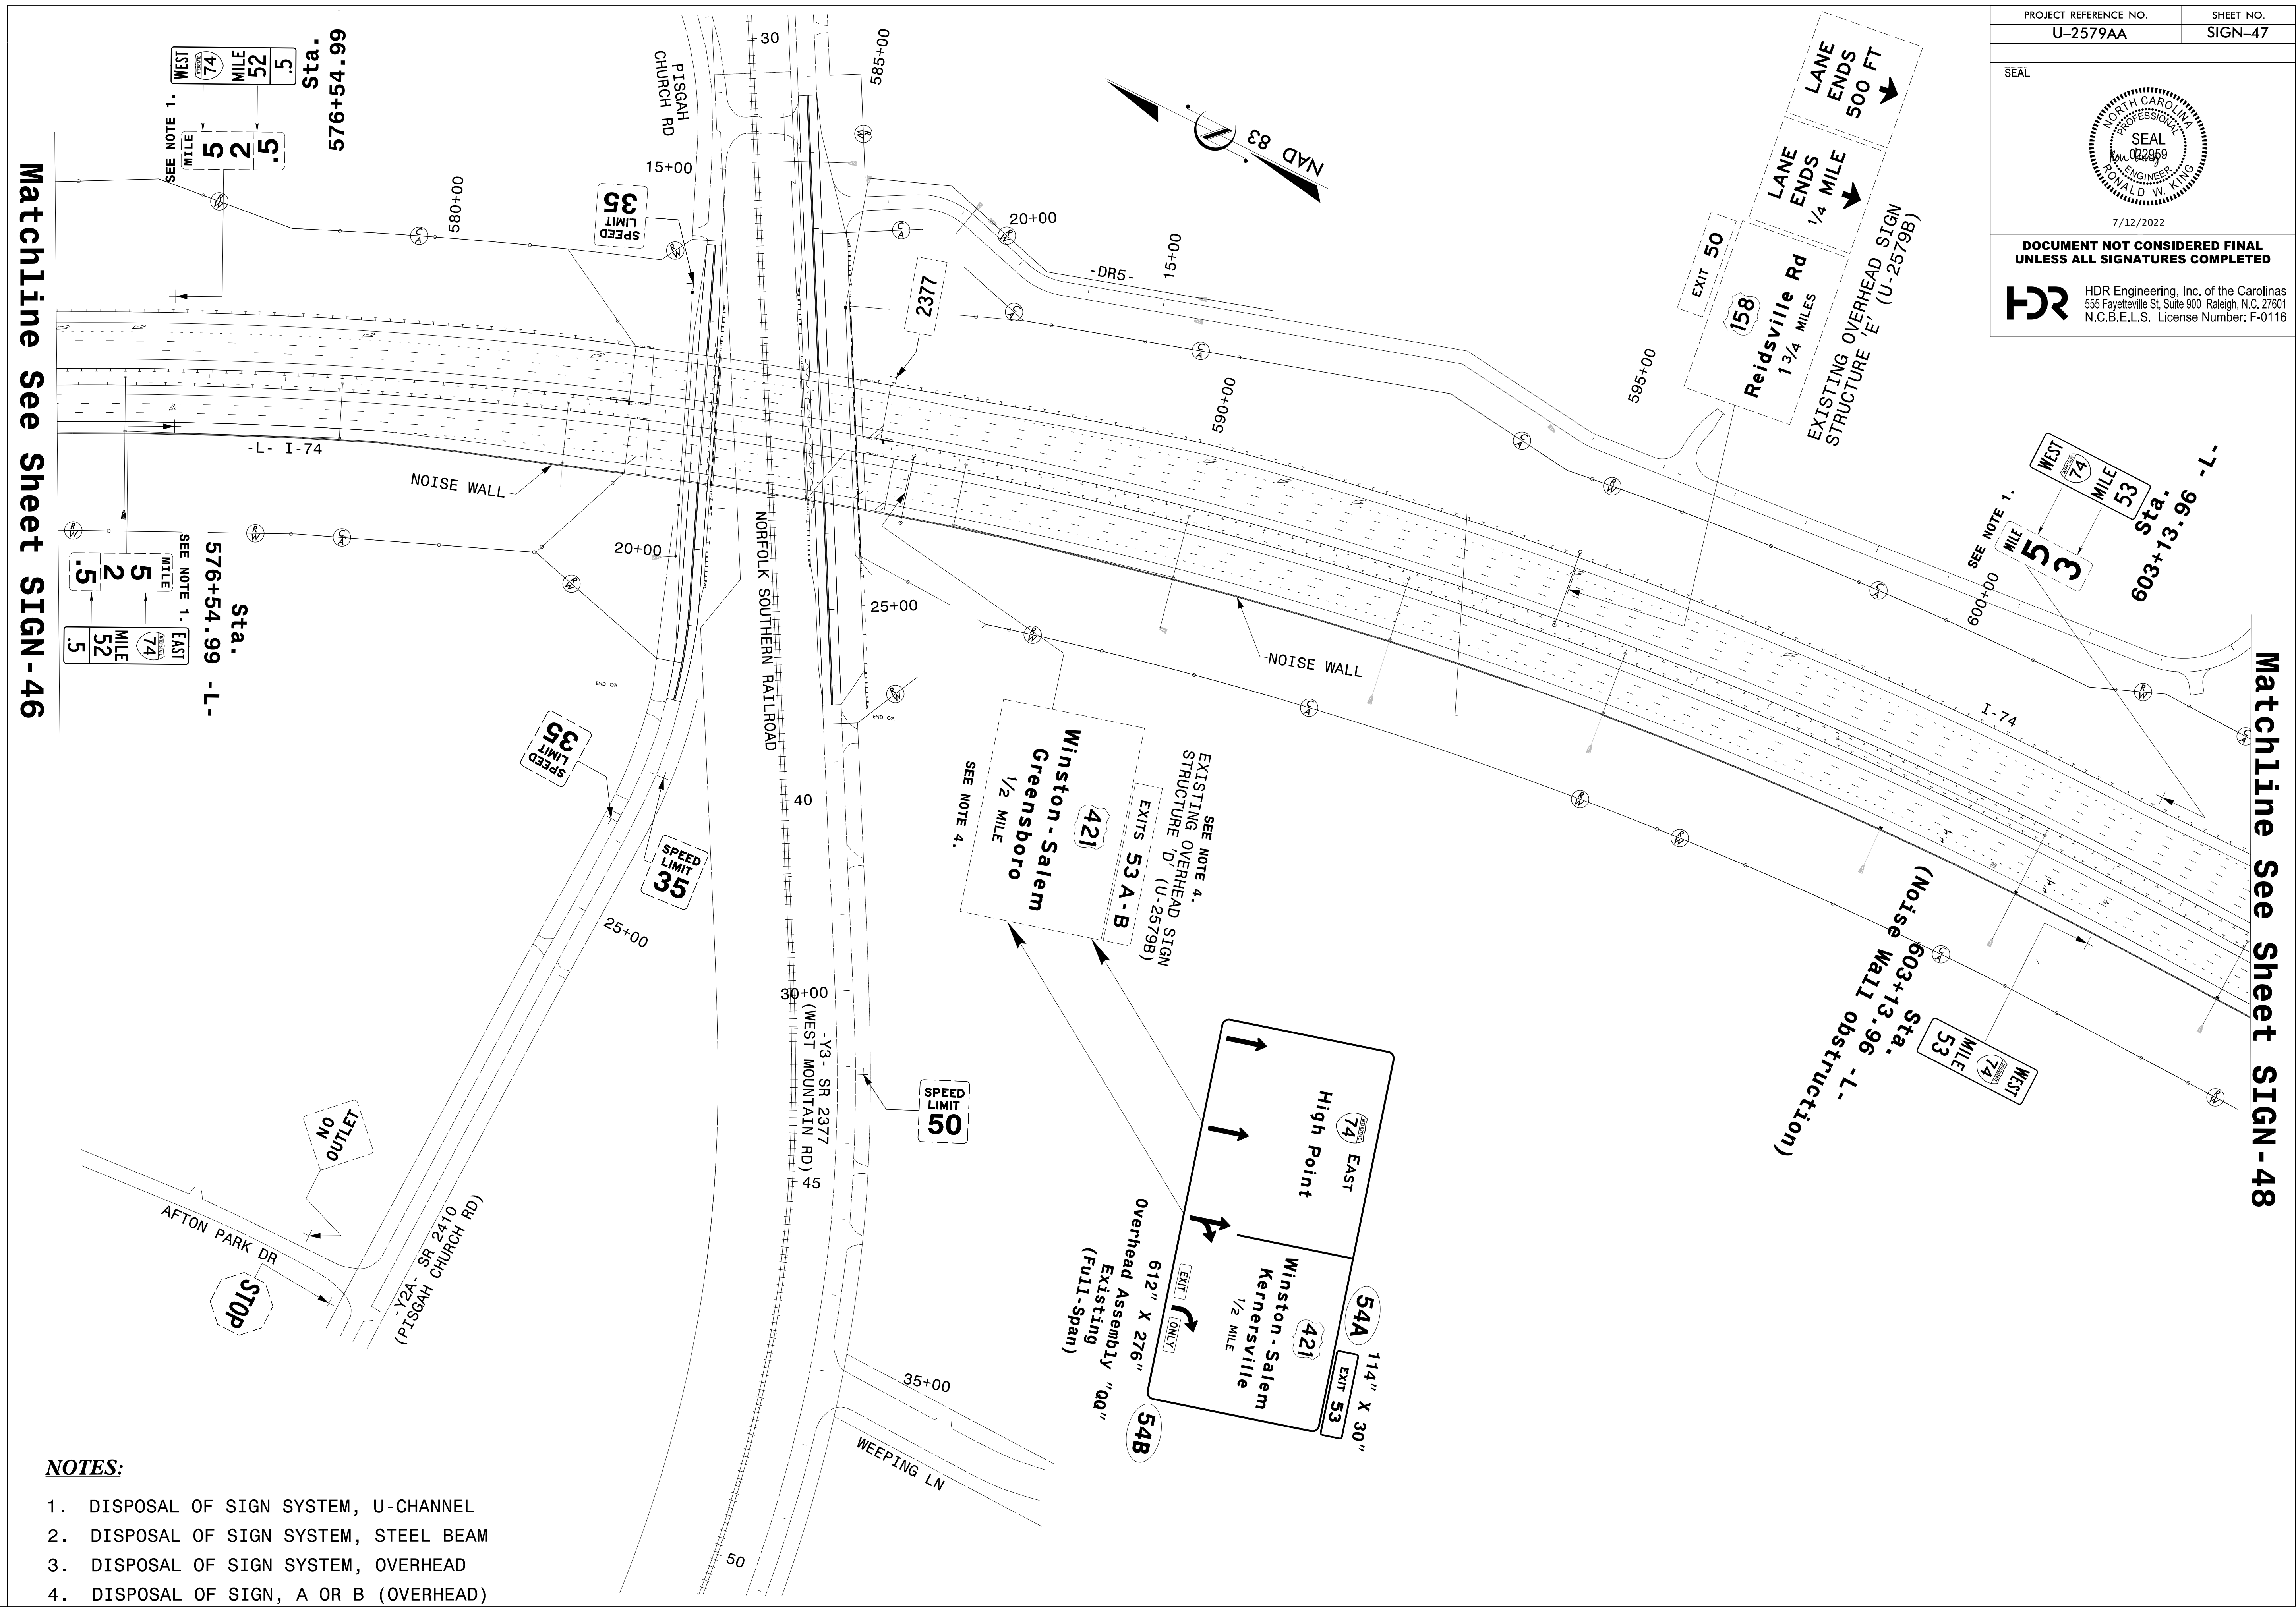 PROJECT REFERENCE NO.
SHEET NO.
U-2579AA
SIGN-47
SEAL
NORTH CAROLINA
PROFESSIONAL
SEAL
022959
ENGINEER
RONALD W. KING
7/12/2022
DOCUMENT NOT CONSIDERED FINAL
UNLESS ALL SIGNATURES COMPLETED
HDR
HDR Engineering, Inc. of the Carolinas
555 Fayetteville St, Suite 900 Raleigh, N.C. 27601
N.C.B.E.L.S. License Number: F-0116
Matchline See Sheet SIGN-46
WEST
INTERSTATE
74
MILE
52
.5
Sta.
576+54.99
SEE NOTE 1.
MILE
5
2
.5
580+00
PISGAH
CHURCH RD
15+00
30
585+00
SPEED
LIMIT
35
NAD 83
20+00
-DR5-
15+00
2377
590+00
595+00
LANE
ENDS
500 FT
LANE
ENDS
1/4 MILE
EXIT 50
158
Reidsville Rd
1 3/4 MILES
EXISTING OVERHEAD SIGN
STRUCTURE 'E' (U-2579B)
WEST
74
MILE
53
Sta.
603+13.96 -L-
SEE NOTE 1.
MILE
5
3
600+00
-L- I-74
NOISE WALL
20+00
NORFOLK SOUTHERN RAILROAD
25+00
NOISE WALL
I-74
Matchline See Sheet SIGN-48
SEE NOTE 1.
576+54.99 -L-
Sta.
MILE
5
2
.5
EAST
74
MILE
52
.5
END CA
END CA
SPEED
LIMIT
35
SPEED
LIMIT
35
25+00
40
30+00
-Y3- SR 2377
(WEST MOUNTAIN RD)
45
SPEED
LIMIT
50
421
Winston-Salem
Greensboro
1/2 MILE
SEE NOTE 4.
EXITS 53 A-B
SEE NOTE 4.
EXISTING OVERHEAD SIGN
STRUCTURE 'D' (U-2579B)
74 EAST
High Point
421
Winston-Salem
Kernersville
1/2 MILE
EXIT
ONLY
EXIT 53
54A
114" X 30"
54B
612" X 276"
Overhead Assembly "QQ"
Existing
(Full-Span)
Sta.
603+13.96 -L-
(Noise Wall obstruction)
WEST
74
MILE
53
NO
OUTLET
AFTON PARK DR
STOP
-Y2A- SR 2410
(PISGAH CHURCH RD)
35+00
WEEPING LN
50
NOTES:
1. DISPOSAL OF SIGN SYSTEM, U-CHANNEL
2. DISPOSAL OF SIGN SYSTEM, STEEL BEAM
3. DISPOSAL OF SIGN SYSTEM, OVERHEAD
4. DISPOSAL OF SIGN, A OR B (OVERHEAD)